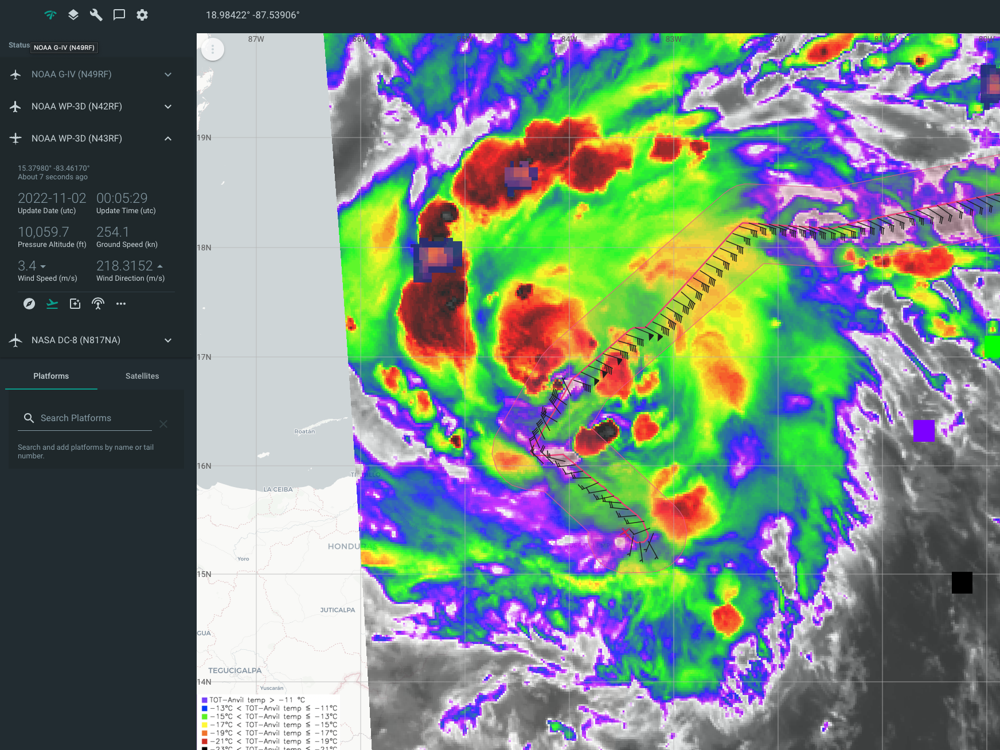 18.98422° -87.53906°
Status
NOAA G-IV (N49RF)
NOAA G-IV (N49RF)
NOAA WP-3D (N42RF)
NOAA WP-3D (N43RF)
15.37980° -83.46170°
About 7 seconds ago
2022-11-02 00:05:29
Update Date (utc) Update Time (utc)
10,059.7 254.1
Pressure Altitude (ft) Ground Speed (kn)
3.4 218.3152
Wind Speed (m/s) Wind Direction (m/s)
NASA DC-8 (N817NA)
Platforms Satellites
Search Platforms
Search and add platforms by name or tail
number.
87W 86W 85W 84W 83W 82W 81W 80W
19N
18N
17N
Roatán
16N
LA CEIBA
HONDURAS
Yoro
15N
JUTICALPA
GUA
TEGUCIGALPA
14N
Yuscarán
TOT-Anvil temp > -11 °C
-13°C < TOT-Anvil temp ≤ -11°C
-15°C < TOT-Anvil temp ≤ -13°C
-17°C < TOT-Anvil temp ≤ -15°C
-19°C < TOT-Anvil temp ≤ -17°C
-21°C < TOT-Anvil temp ≤ -19°C
-23°C < TOT-Anvil temp ≤ -21°C